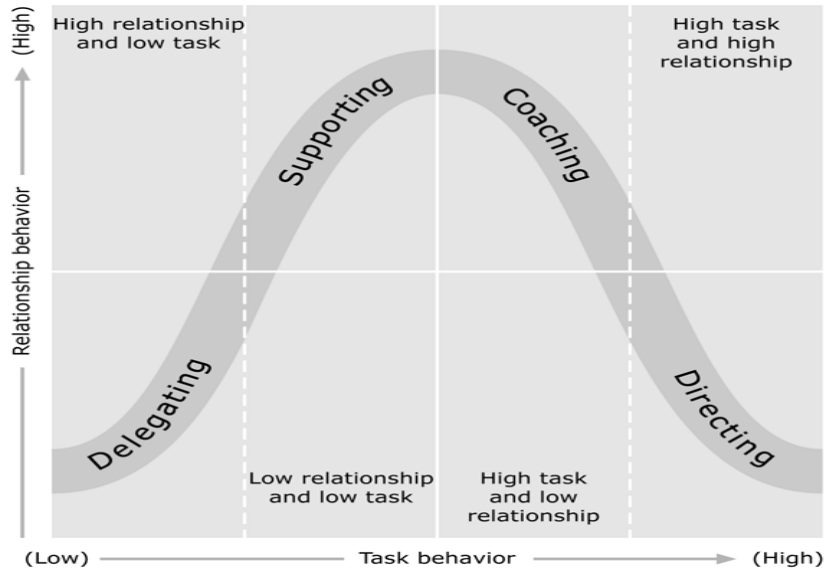 (High)
Relationship behavior
High relationship
and low task
High task
and high
relationship
Supporting
Coaching
Delegating
Directing
Low relationship
and low task
High task
and low
relationship
(Low)
Task behavior
(High)